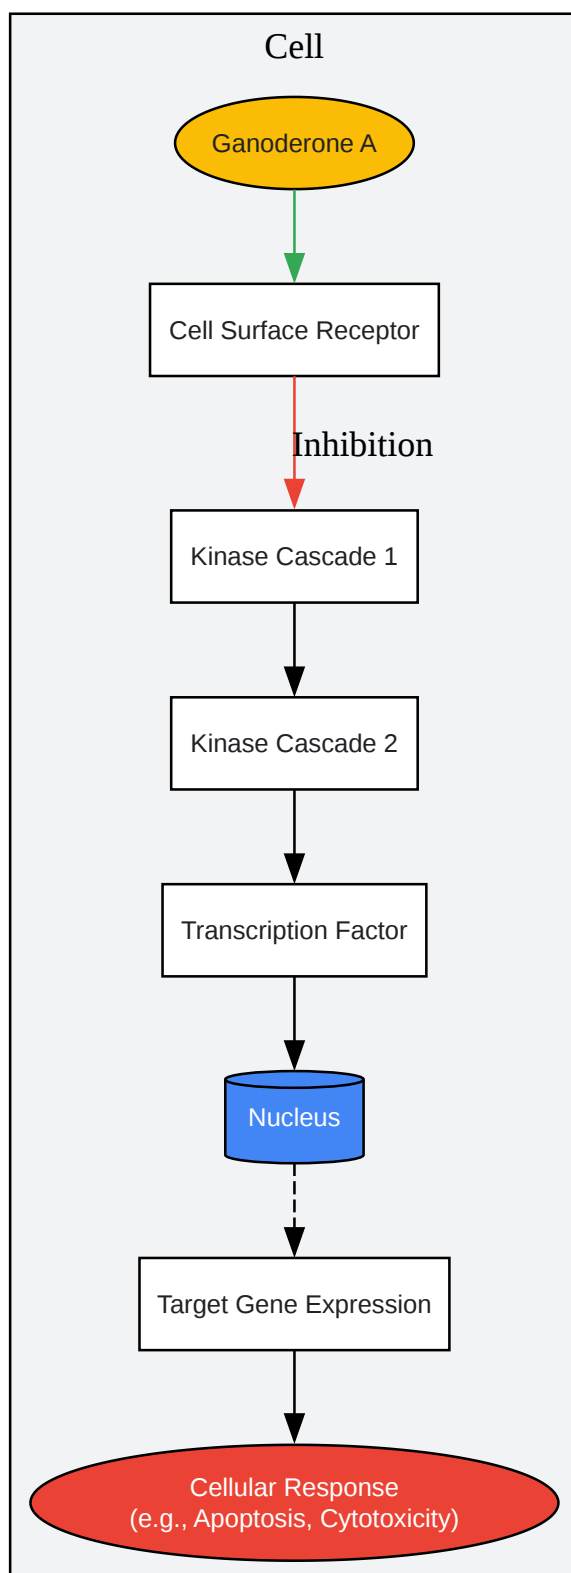 Cell
Ganoderone A
Cell Surface Receptor
Inhibition
Kinase Cascade 1
Kinase Cascade 2
Transcription Factor
Nucleus
Target Gene Expression
Cellular Response
(e.g., Apoptosis, Cytotoxicity)